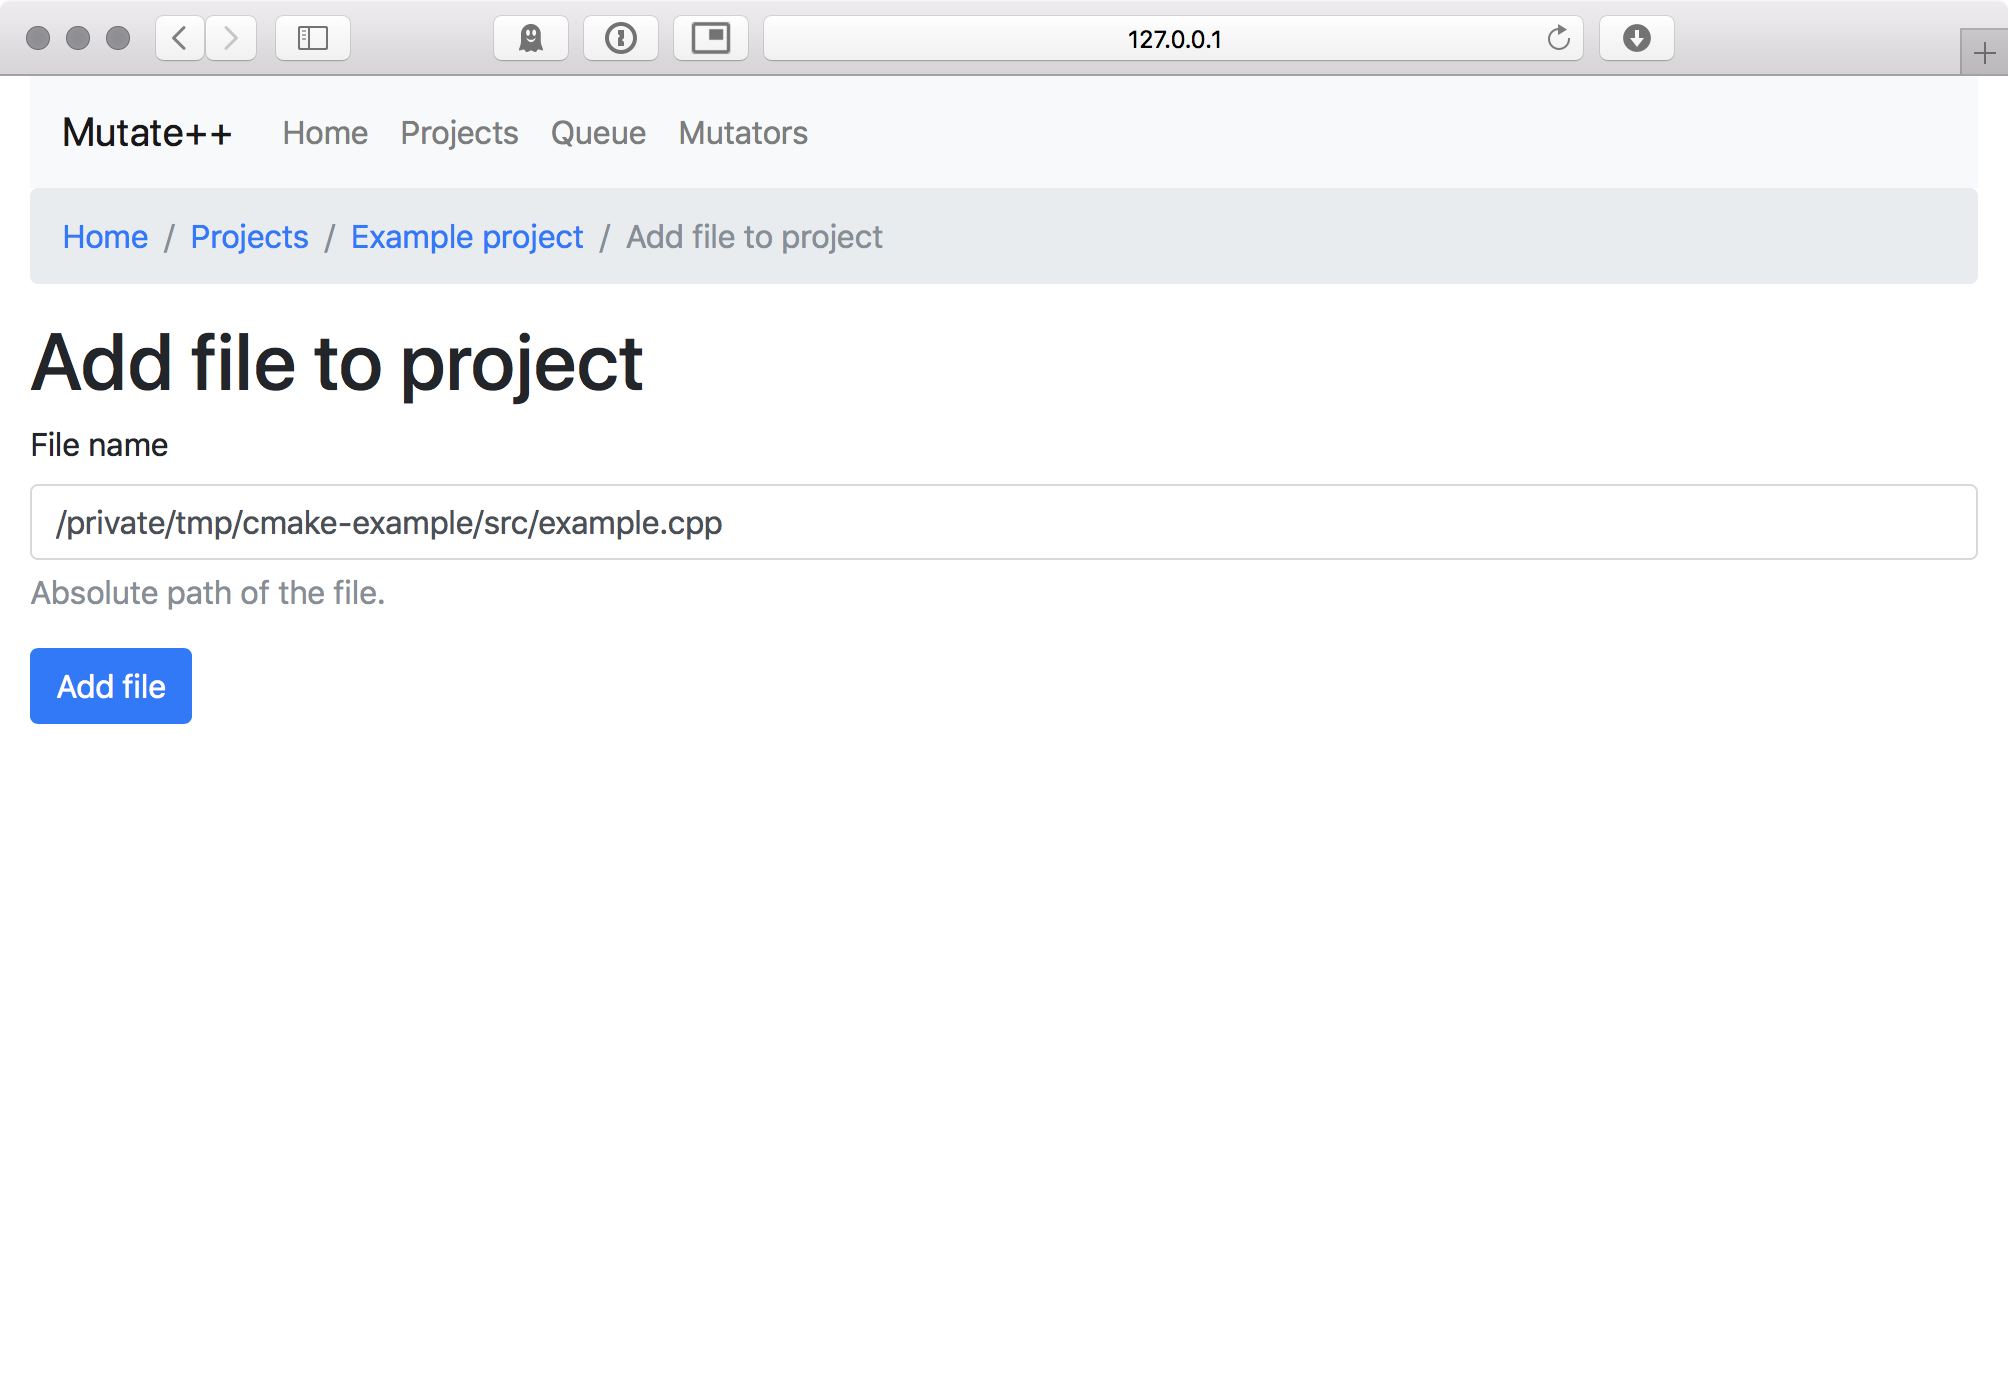 127.0.0.1
Mutate++ Home Projects Queue Mutators
Home / Projects / Example project / Add file to project
Add file to project
File name
/private/tmp/cmake-example/src/example.cpp
Absolute path of the file.
Add file